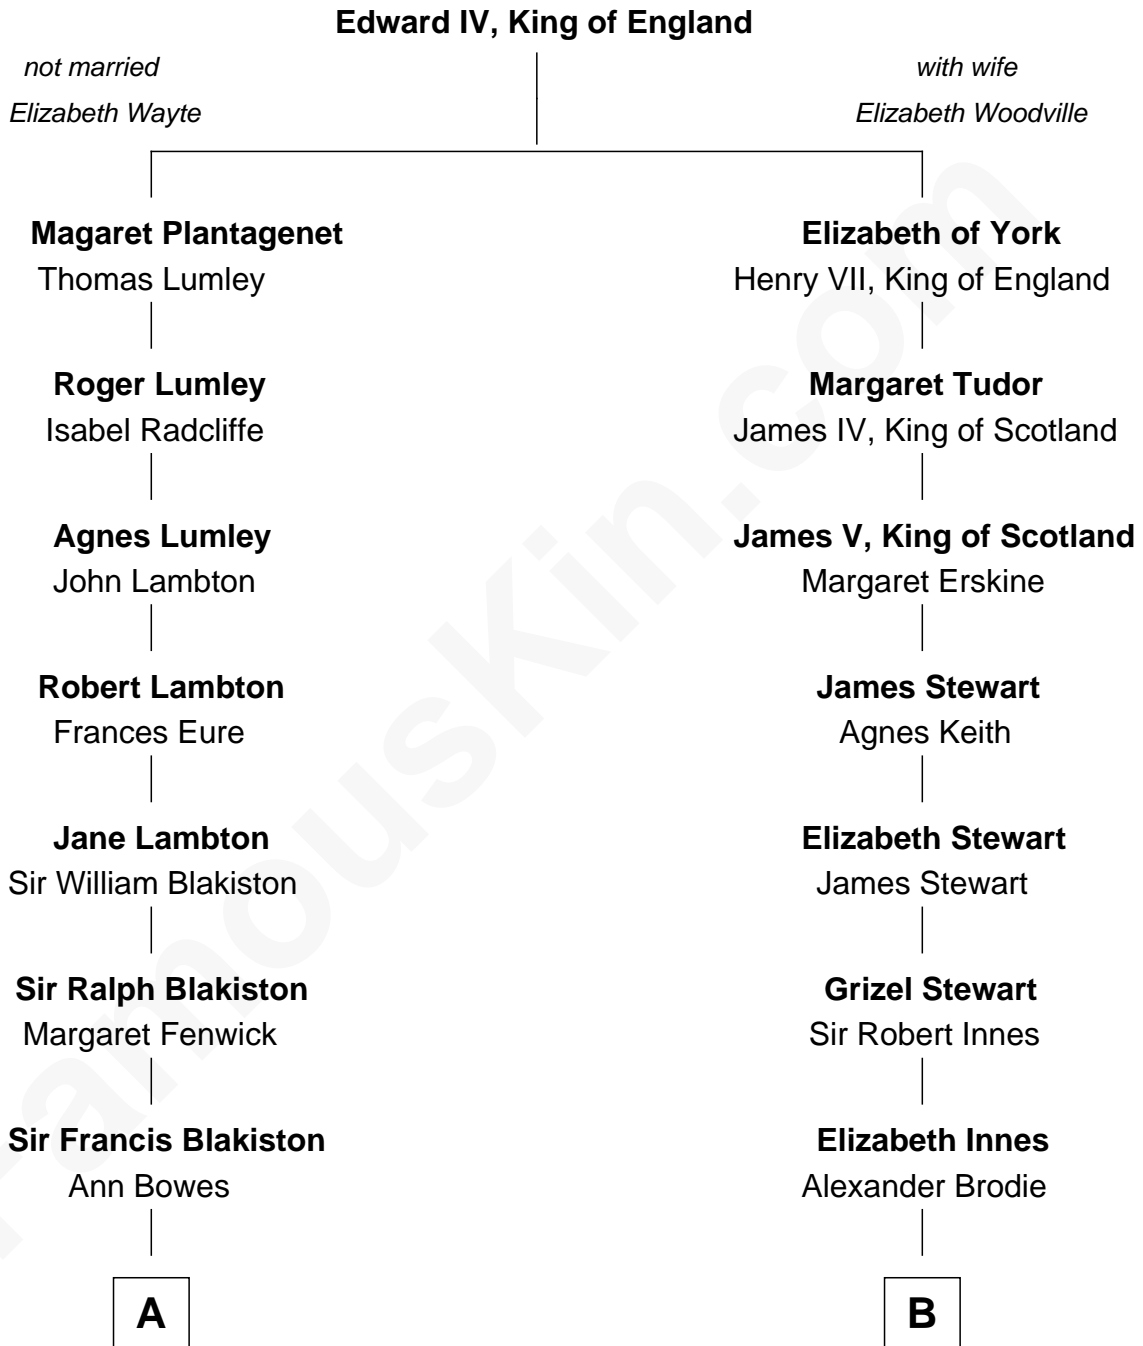 Edward IV, King of England
not married
Elizabeth Wayte
with wife
Elizabeth Woodville
Magaret Plantagenet
Thomas Lumley
Elizabeth of York
Henry VII, King of England
Roger Lumley
Isabel Radcliffe
Margaret Tudor
James IV, King of Scotland
Agnes Lumley
John Lambton
James V, King of Scotland
Margaret Erskine
Robert Lambton
Frances Eure
James Stewart
Agnes Keith
Jane Lambton
Sir William Blakiston
Elizabeth Stewart
James Stewart
Sir Ralph Blakiston
Margaret Fenwick
Grizel Stewart
Sir Robert Innes
Sir Francis Blakiston
Ann Bowes
Elizabeth Innes
Alexander Brodie
A
B
FamousKin.com